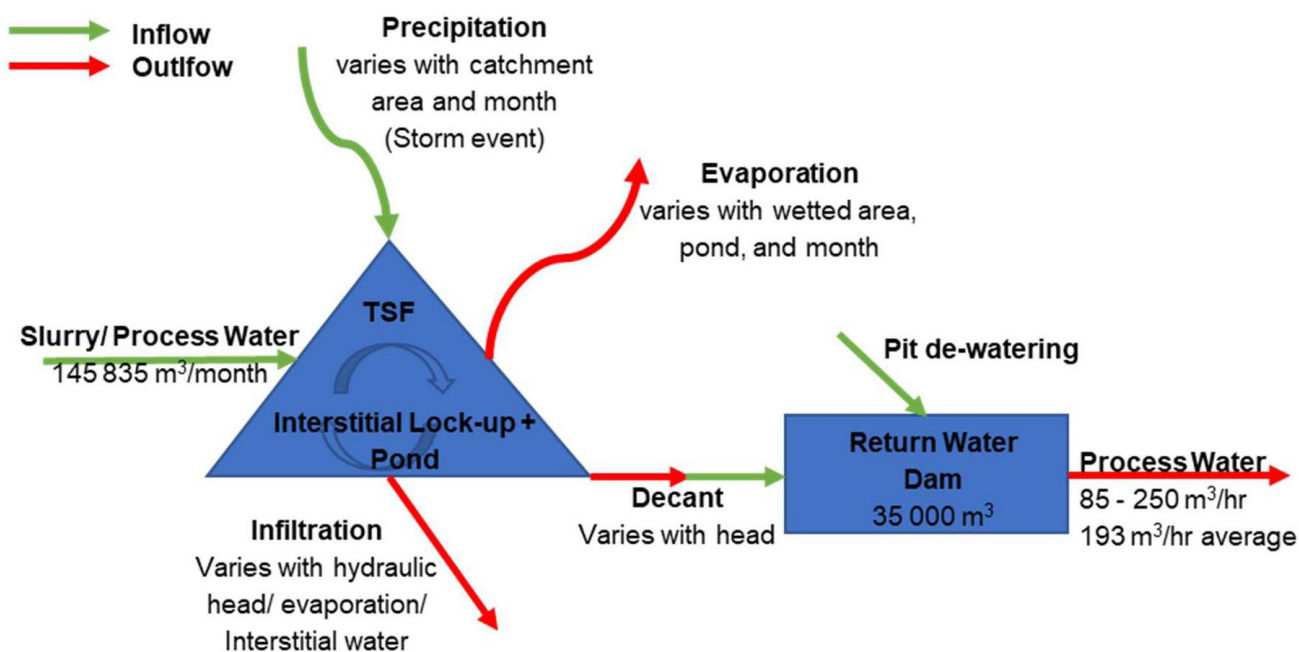 Inflow
Outlfow
Precipitation
varies with catchment
area and month
(Storm event)
Evaporation
varies with wetted area,
pond, and month
TSF
Slurry/ Process Water
145 835 m³/month
Interstitial Lock-up +
Pond
Pit de-watering
Return Water
Dam
35 000 m³
Process Water
85 - 250 m³/hr
193 m³/hr average
Decant
Varies with head
Infiltration
Varies with hydraulic
head/ evaporation/
Interstitial water